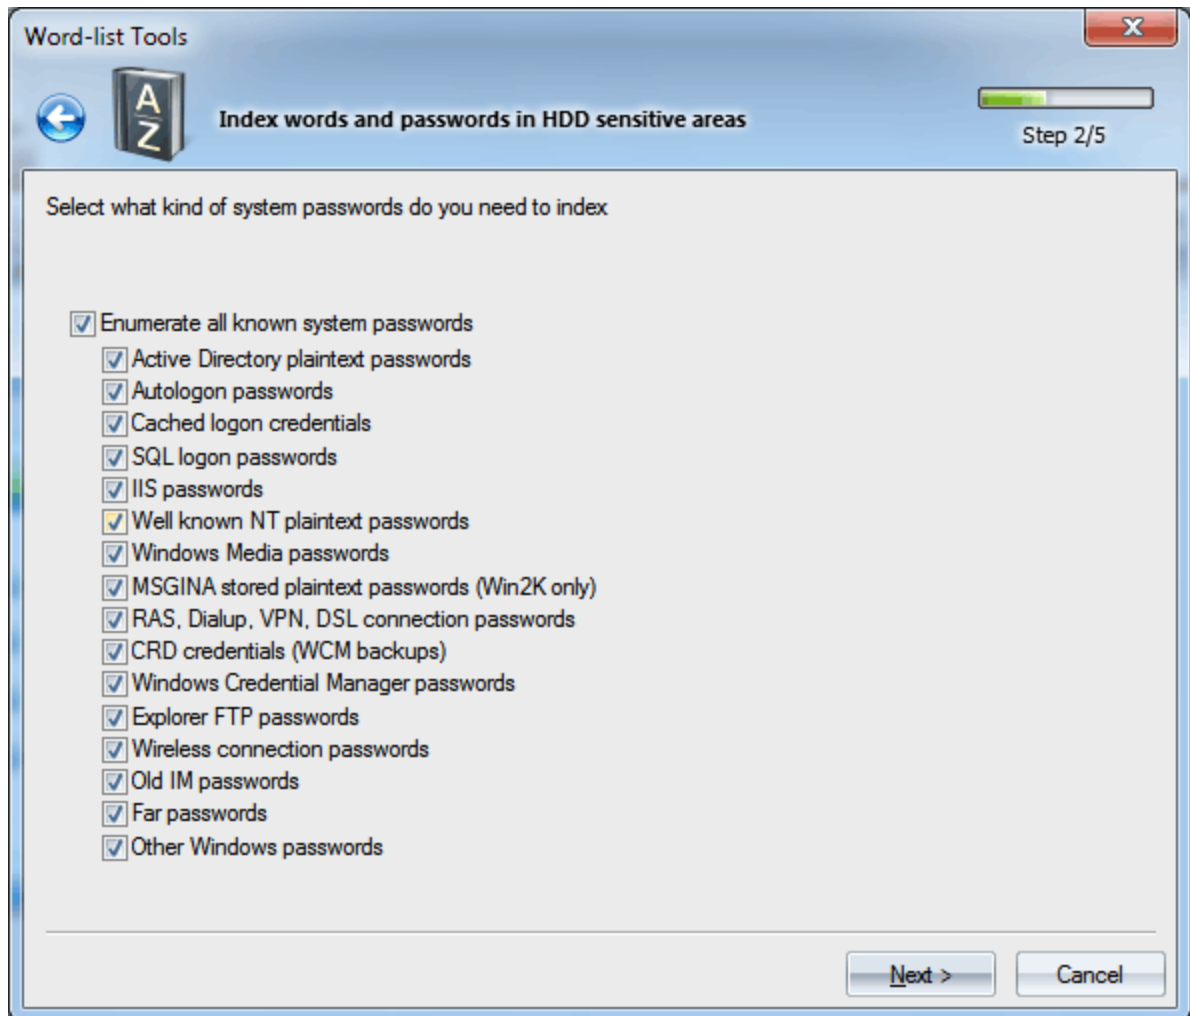 Word-list Tools
A
Z
Index words and passwords in HDD sensitive areas
Step 2/5
Select what kind of system passwords do you need to index
Enumerate all known system passwords
Active Directory plaintext passwords
Autologon passwords
Cached logon credentials
SQL logon passwords
IIS passwords
Well known NT plaintext passwords
Windows Media passwords
MSGINA stored plaintext passwords (Win2K only)
RAS, Dialup, VPN, DSL connection passwords
CRD credentials (WCM backups)
Windows Credential Manager passwords
Explorer FTP passwords
Wireless connection passwords
Old IM passwords
Far passwords
Other Windows passwords
Next > Cancel